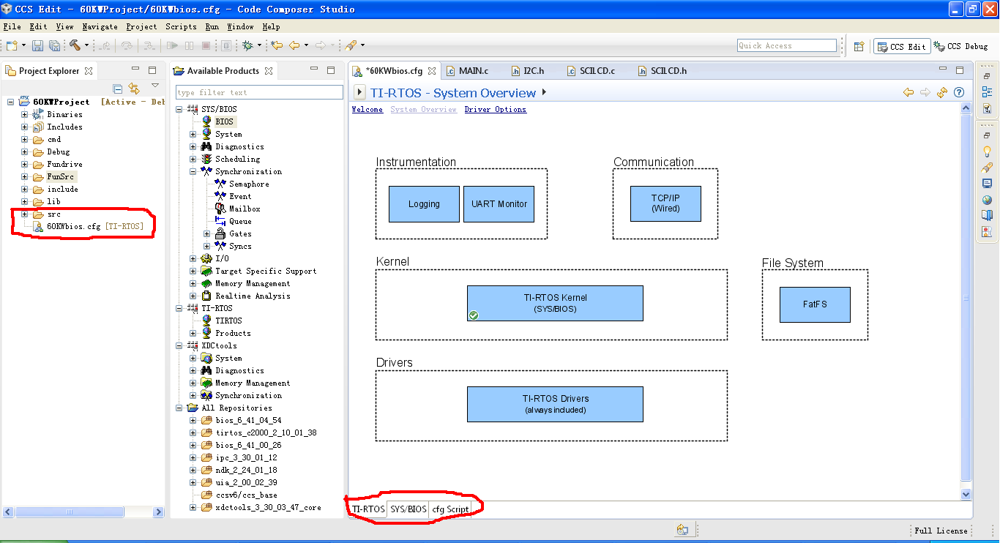 CCS Edit - 60KWProject/60KWbios.cfg - Code Composer Studio
File Edit View Navigate Project Scripts Run Window Help
Quick Access
CCS Edit
CCS Debug
Project Explorer
60KWProject [Active - Deb
Binaries
Includes
cmd
Debug
Fundrive
FunSrc
include
lib
src
60KWbios.cfg [TI-RTOS]
Available Products
type filter text
SYS/BIOS
BIOS
System
Diagnostics
Scheduling
Synchronization
Semaphore
Event
Mailbox
Queue
Gates
Syncs
I/O
Target Specific Support
Memory Management
Realtime Analysis
TI-RTOS
TIRTOS
Products
XDCtools
System
Diagnostics
Memory Management
Synchronization
All Repositories
bios_6_41_04_54
tirtos_c2000_2_10_01_38
bios_6_41_00_26
ipc_3_30_01_12
ndk_2_24_01_18
uia_2_00_02_39
ccsv6/ccs_base
xdctools_3_30_03_47_core
*60KWbios.cfg
MAIN.c
I2C.h
SCILCD.c
SCILCD.h
TI-RTOS - System Overview
Welcome System Overview Driver Options
Instrumentation
Logging
UART Monitor
Communication
TCP/IP
(Wired)
Kernel
TI-RTOS Kernel
(SYS/BIOS)
File System
FatFS
Drivers
TI-RTOS Drivers
(always included)
TI-RTOS
SYS/BIOS
cfg Script
Full License